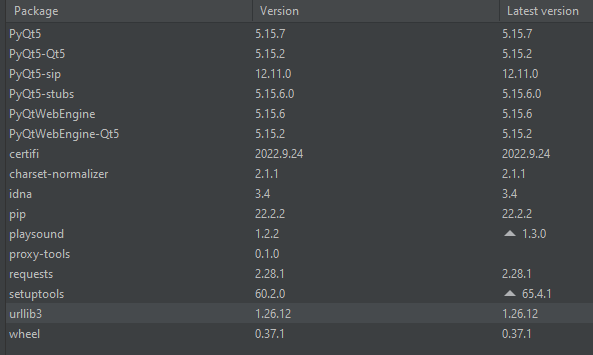 Package Version Latest version
PyQt5 5.15.7 5.15.7
PyQt5-Qt5 5.15.2 5.15.2
PyQt5-sip 12.11.0 12.11.0
PyQt5-stubs 5.15.6.0 5.15.6.0
PyQtWebEngine 5.15.6 5.15.6
PyQtWebEngine-Qt5 5.15.2 5.15.2
certifi 2022.9.24 2022.9.24
charset-normalizer 2.1.1 2.1.1
idna 3.4 3.4
pip 22.2.2 22.2.2
playsound 1.2.2 1.3.0
proxy-tools 0.1.0
requests 2.28.1 2.28.1
setuptools 60.2.0 65.4.1
urllib3 1.26.12 1.26.12
wheel 0.37.1 0.37.1